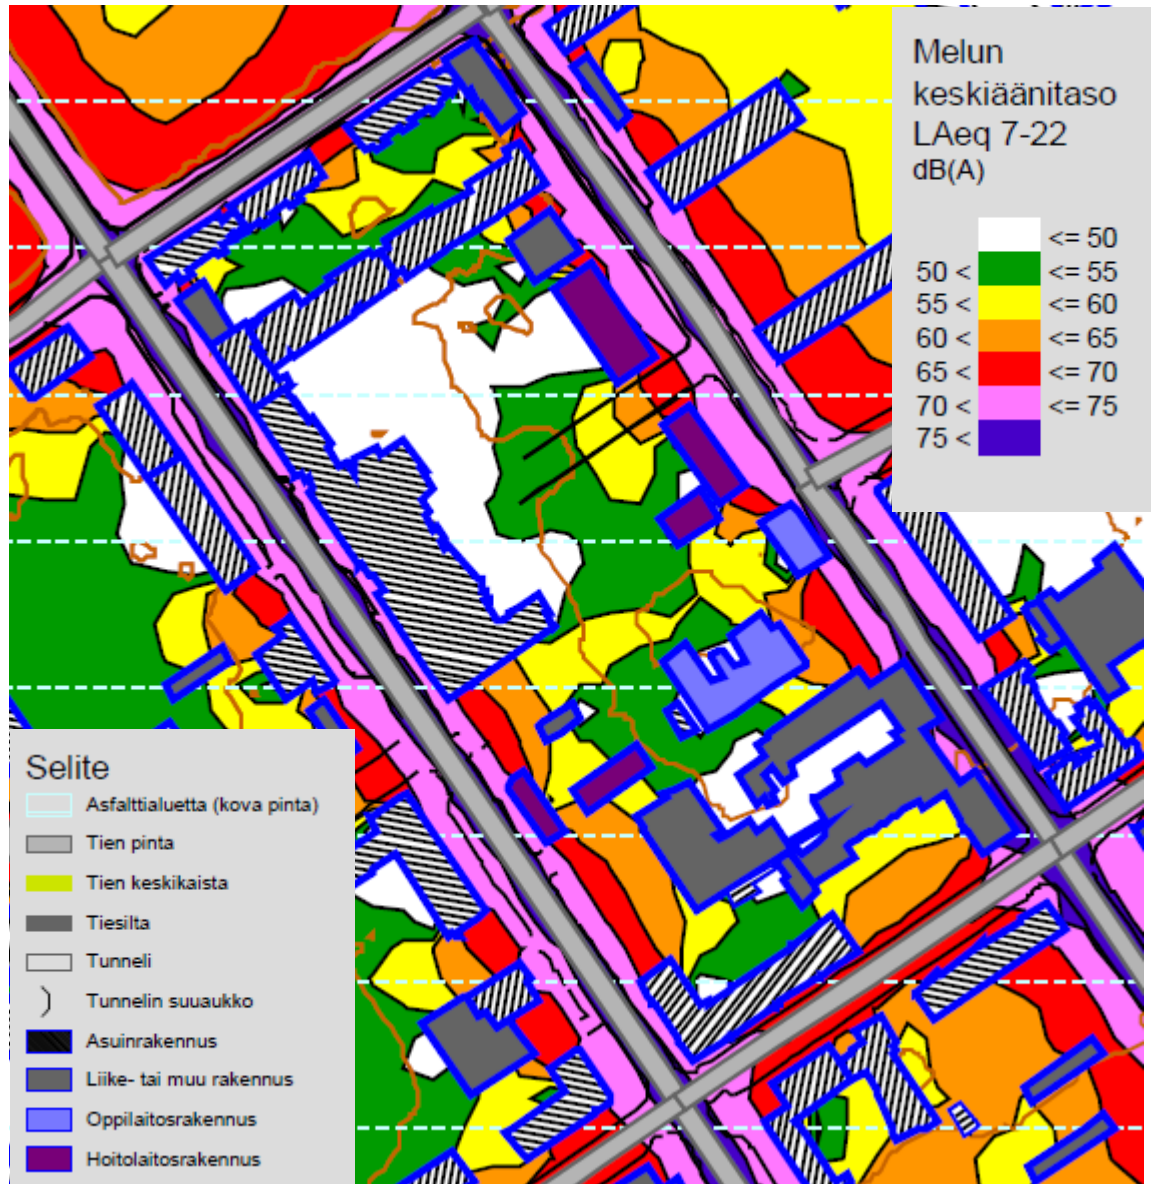 Melun
keskiäänitaso
LAeq 7-22
dB(A)
<= 50
50 < <= 55
55 < <= 60
60 < <= 65
65 < <= 70
70 < <= 75
75 <
Selite
Asfalttialuetta (kova pinta)
Tien pinta
Tien keskikaista
Tiesilta
Tunneli
Tunnelin suuaukko
Asuinrakennus
Liike- tai muu rakennus
Oppilaitosrakennus
Hoitolaitosrakennus